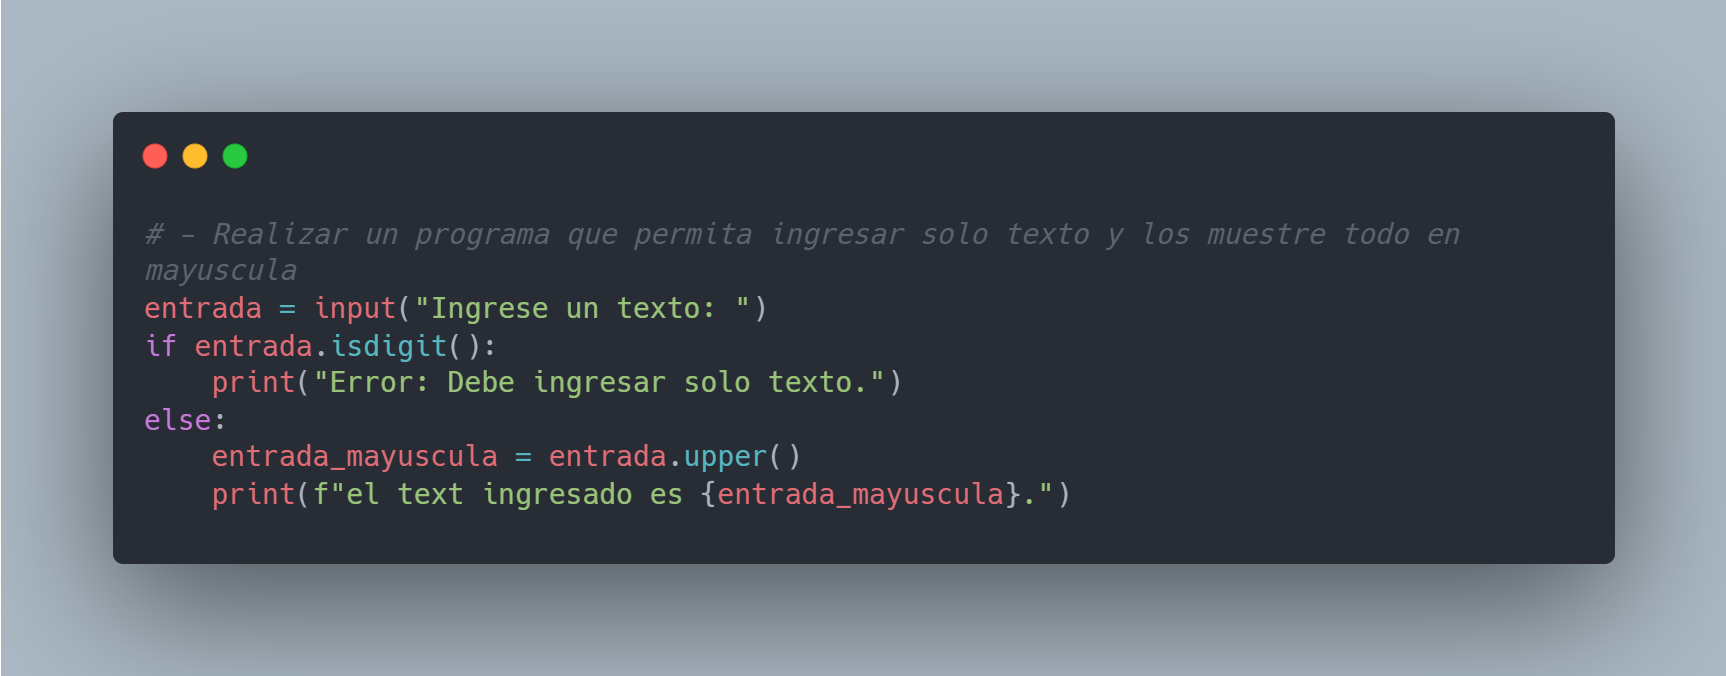 # - Realizar un programa que permita ingresar solo texto y los muestre todo en
mayuscula
entrada = input("Ingrese un texto: ")
if entrada.isdigit():
    print("Error: Debe ingresar solo texto.")
else:
    entrada_mayuscula = entrada.upper()
    print(f"el text ingresado es {entrada_mayuscula}.")